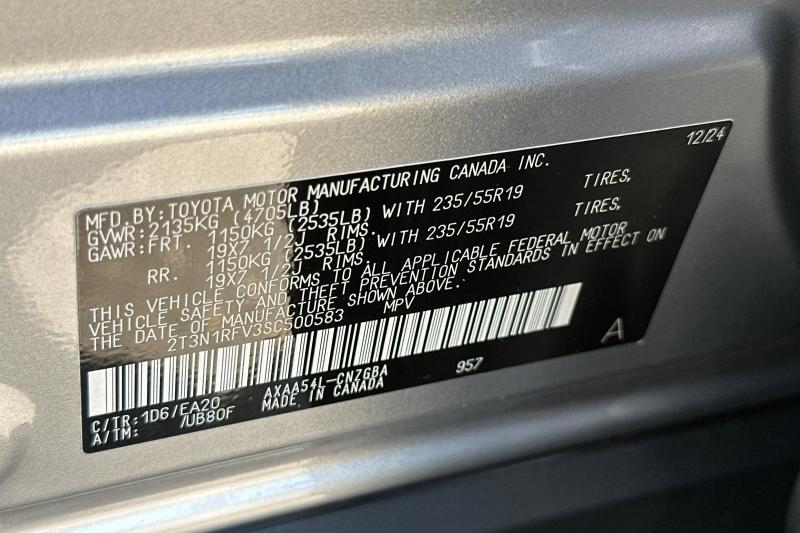 12/24
MFD. BY: TOYOTA MOTOR MANUFACTURING CANADA INC.
GVWR: 2135KG (4705LB)
GAWR: FRT. 1150KG (2535LB) WITH 235/55R19 TIRES,
19X7 1/2J RIMS.
RR. 1150KG (2535LB) WITH 235/55R19 TIRES,
19X7 1/2J RIMS.
THIS VEHICLE CONFORMS TO ALL APPLICABLE FEDERAL MOTOR
VEHICLE SAFETY AND THEFT PREVENTION STANDARDS IN EFFECT ON
THE DATE OF MANUFACTURE SHOWN ABOVE.
2T3N1RFV3SC500583 MPV
A
C/TR: 1D6/EA20 AXAA54L-CNZGBA 957
A/TM: /UB80F MADE IN CANADA